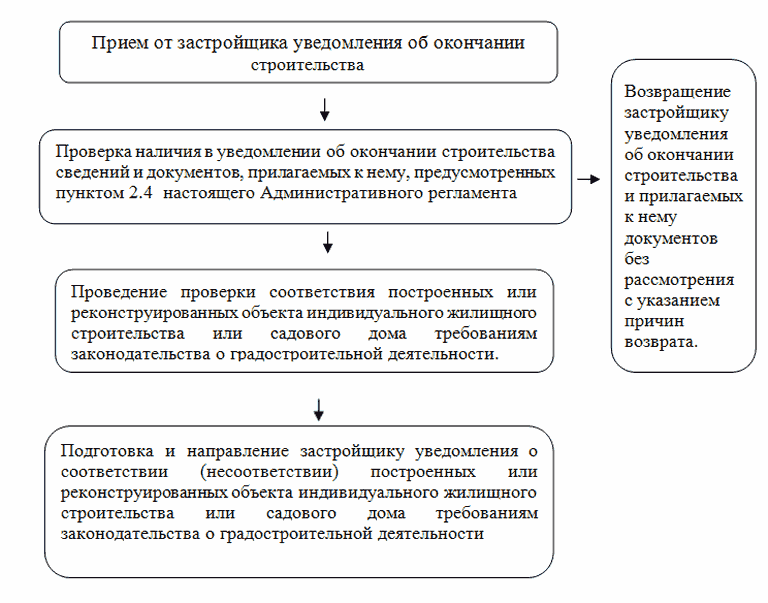 Прием от застройщика уведомления об окончании
строительства
Проверка наличия в уведомлении об окончании строительства
сведений и документов, прилагаемых к нему, предусмотренных
пунктом 2.4 настоящего Административного регламента
Возвращение
застройщику
уведомления
об окончании
строительства
и прилагаемых
к нему
документов
без
рассмотрения
с указанием
причин
возврата.
Проведение проверки соответствия построенных или
реконструированных объекта индивидуального жилищного
строительства или садового дома требованиям
законодательства о градостроительной деятельности.
Подготовка и направление застройщику уведомления о
соответствии (несоответствии) построенных или
реконструированных объекта индивидуального жилищного
строительства или садового дома требованиям
законодательства о градостроительной деятельности